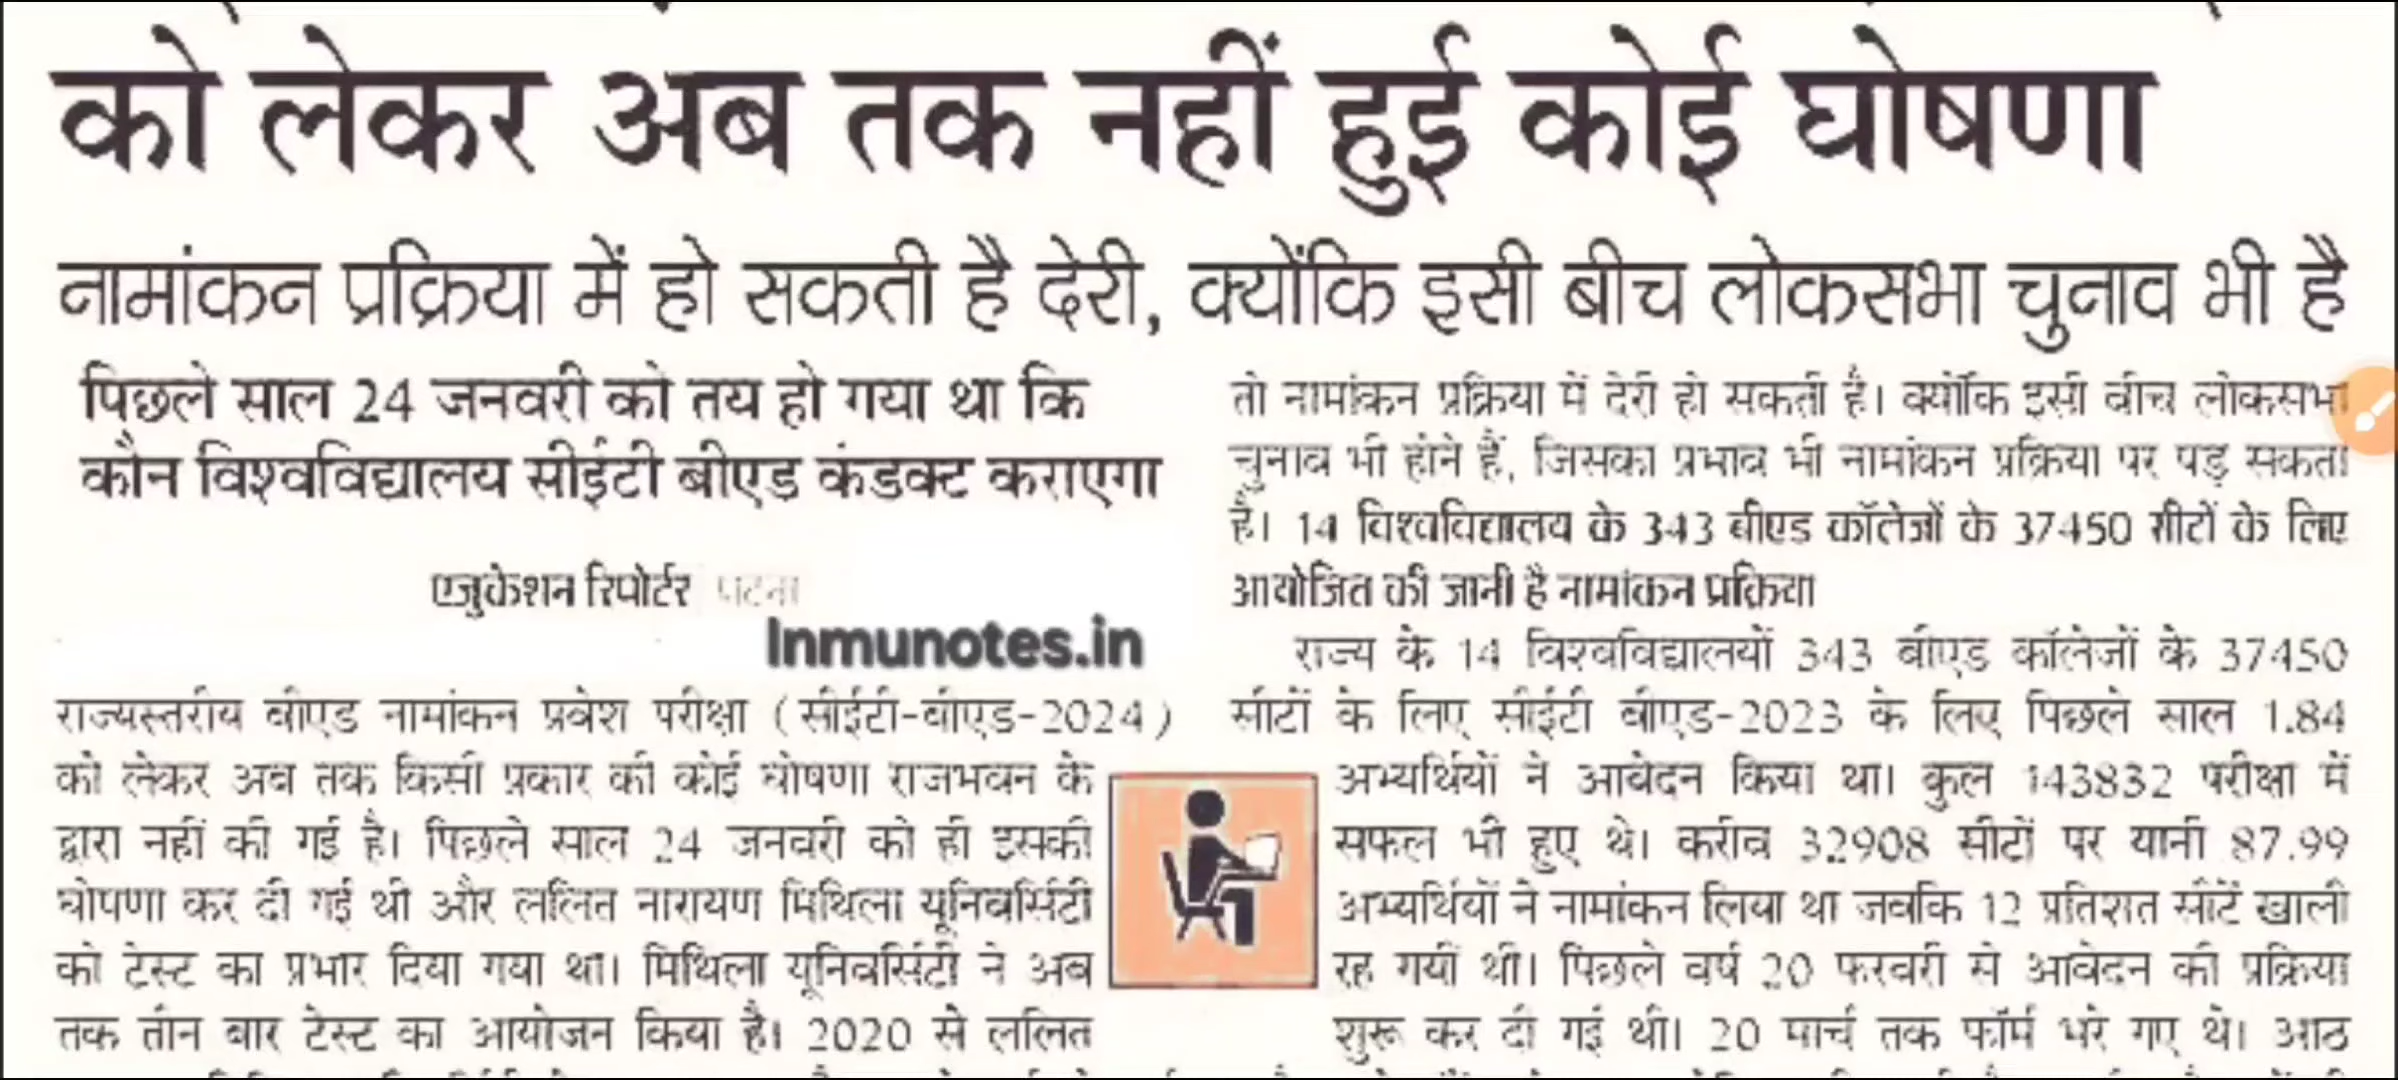 को लेकर अब तक नहीं हुई कोई घोषणा
नामांकन प्रक्रिया में हो सकती है देरी, क्योंकि इसी बीच लोकसभा चुनाव भी है
पिछले साल 24 जनवरी को तय हो गया था कि
कौन विश्वविद्यालय सीईटी बीएड कंडक्ट कराएगा
एजुकेशन रिपोर्टर पटना
Inmunotes.in
राज्यस्तरीय बीएड नामांकन प्रवेश परीक्षा (सीईटी-बीएड-2024)
को लेकर अब तक किसी प्रकार की कोई घोषणा राजभवन के
द्वारा नहीं की गई है। पिछले साल 24 जनवरी को ही इसकी
घोषणा कर दी गई थी और ललित नारायण मिथिला यूनिवर्सिटी
को टेस्ट का प्रभार दिया गया था। मिथिला यूनिवर्सिटी ने अब
तक तीन बार टेस्ट का आयोजन किया है। 2020 से ललित
तो नामांकन प्रक्रिया में देरी हो सकती है। क्योंकि इसी बीच लोकसभा
चुनाव भी होने हैं, जिसका प्रभाव भी नामांकन प्रक्रिया पर पड़ सकता
है। 14 विश्वविद्यालय के 343 बीएड कॉलेजों के 37450 सीटों के लिए
आयोजित की जानी है नामांकन प्रक्रिया
राज्य के 14 विश्वविद्यालयों 343 बीएड कॉलेजों के 37450
सीटों के लिए सीईटी बीएड-2023 के लिए पिछले साल 1.84
अभ्यर्थियों ने आवेदन किया था। कुल 143832 परीक्षा में
सफल भी हुए थे। करीब 32908 सीटों पर यानी 87.99
अभ्यर्थियों ने नामांकन लिया था जबकि 12 प्रतिशत सीटें खाली
रह गयीं थी। पिछले वर्ष 20 फरवरी से आवेदन की प्रक्रिया
शुरू कर दी गई थी। 20 मार्च तक फॉर्म भरे गए थे। आठ